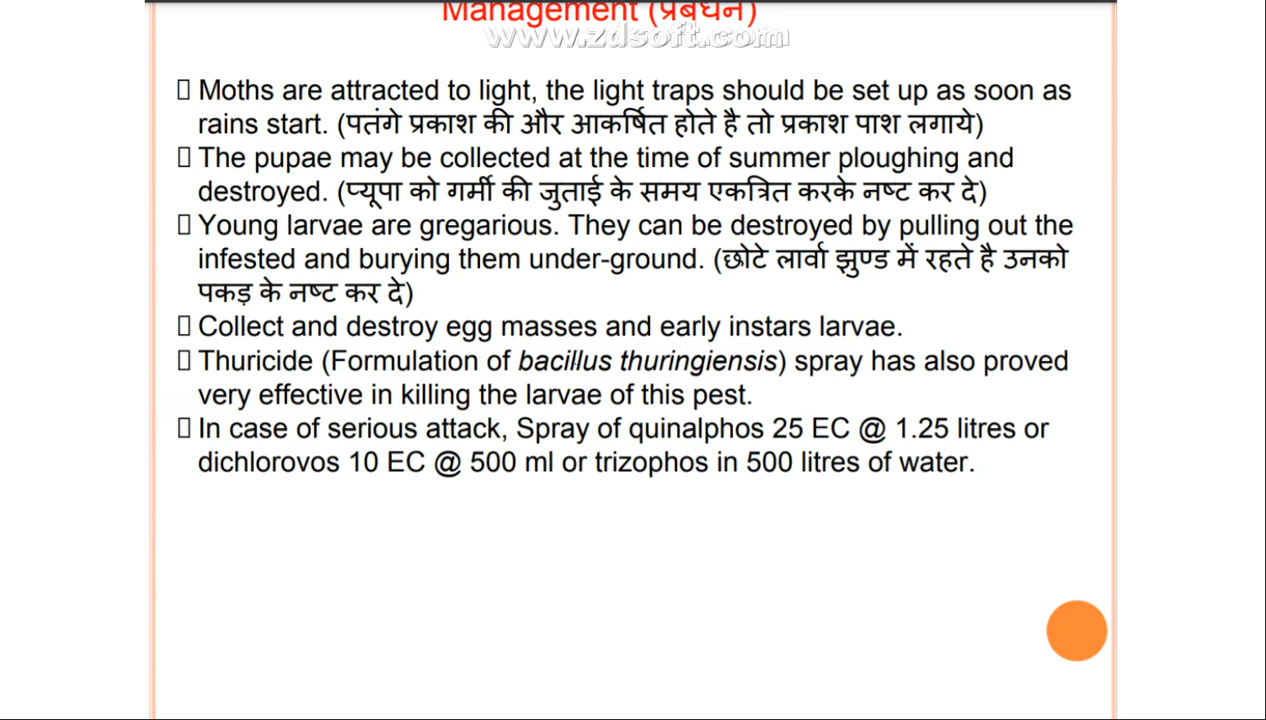 Management (प्रबंधन)
www.zdsoft.com
Moths are attracted to light, the light traps should be set up as soon as
rains start. (पतंगे प्रकाश की और आकर्षित होते है तो प्रकाश पाश लगाये)
The pupae may be collected at the time of summer ploughing and
destroyed. (प्यूपा को गर्मी की जुताई के समय एकत्रित करके नष्ट कर दे)
Young larvae are gregarious. They can be destroyed by pulling out the
infested and burying them under-ground. (छोटे लार्वा झुण्ड में रहते है उनको
पकड़ के नष्ट कर दे)
Collect and destroy egg masses and early instars larvae.
Thuricide (Formulation of bacillus thuringiensis) spray has also proved
very effective in killing the larvae of this pest.
In case of serious attack, Spray of quinalphos 25 EC @ 1.25 litres or
dichlorovos 10 EC @ 500 ml or trizophos in 500 litres of water.